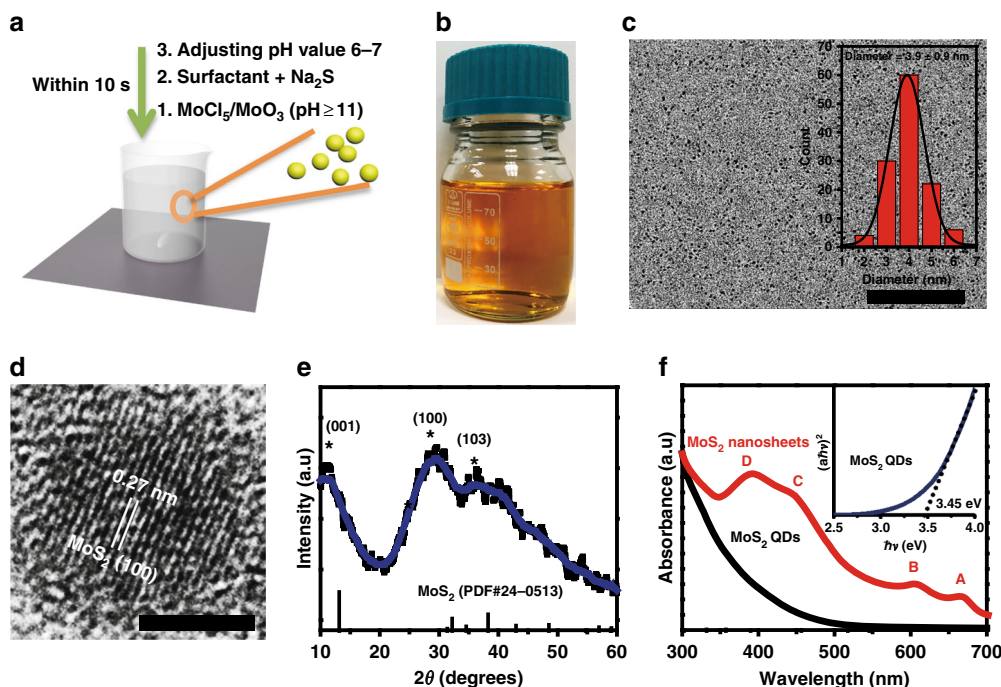 a
Within 10 s
3. Adjusting pH value 6–7
2. Surfactant + Na₂S
1. MoCl₅/MoO₃ (pH ≥ 11)
b
70
50
30
c
Diameter = 3.9 ± 0.9 nm
Count
70
60
50
40
30
20
10
0
1 2 3 4 5 6 7
Diameter (nm)
d
0.27 nm
MoS₂ (100)
e
Intensity (a.u)
(001)
*
(100)
*
(103)
*
*
MoS₂ (PDF#24–0513)
10 20 30 40 50 60
2θ (degrees)
f
Absorbance (a.u)
MoS₂ nanosheets
D
C
B
A
MoS₂ QDs
(aℏν)²
MoS₂ QDs
3.45 eV
2.5 3.0 3.5 4.0
ℏν (eV)
300 400 500 600 700
Wavelength (nm)